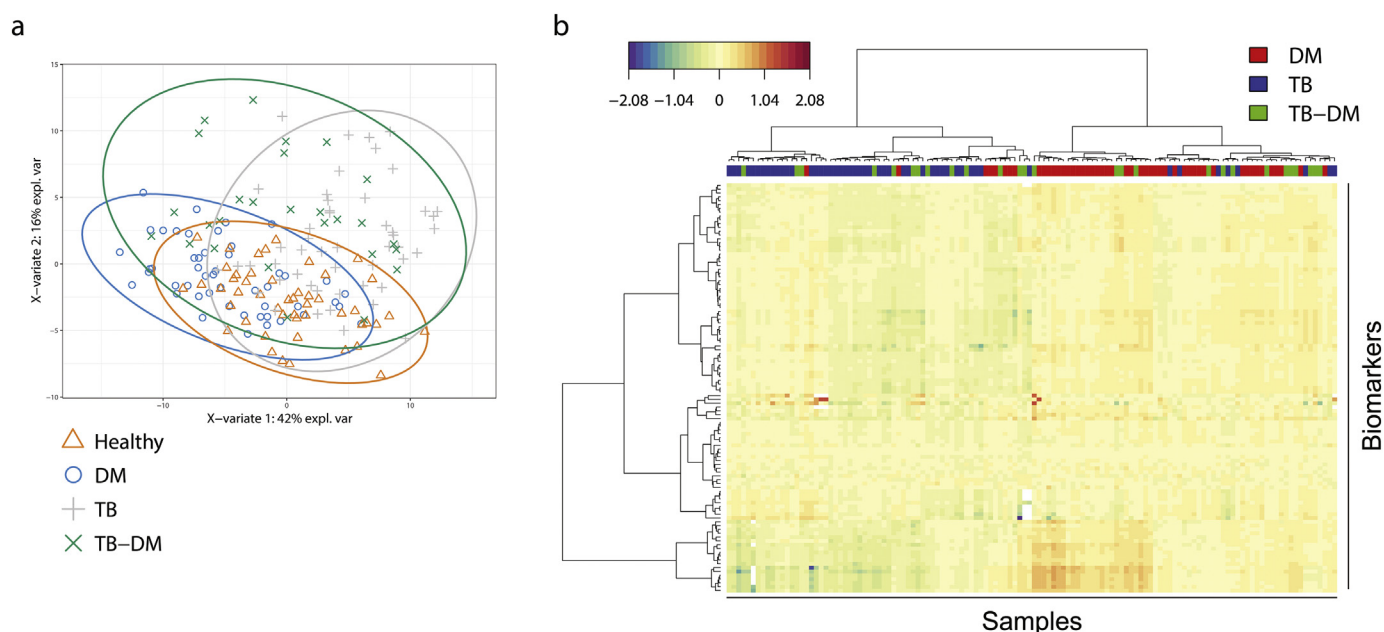 a
15
10
5
0
−5
−10
−10
0
10
X−variate 2: 16% expl. var
X−variate 1: 42% expl. var
Healthy
DM
TB
TB−DM
b
−2.08 −1.04 0 1.04 2.08
DM
TB
TB−DM
Biomarkers
Samples